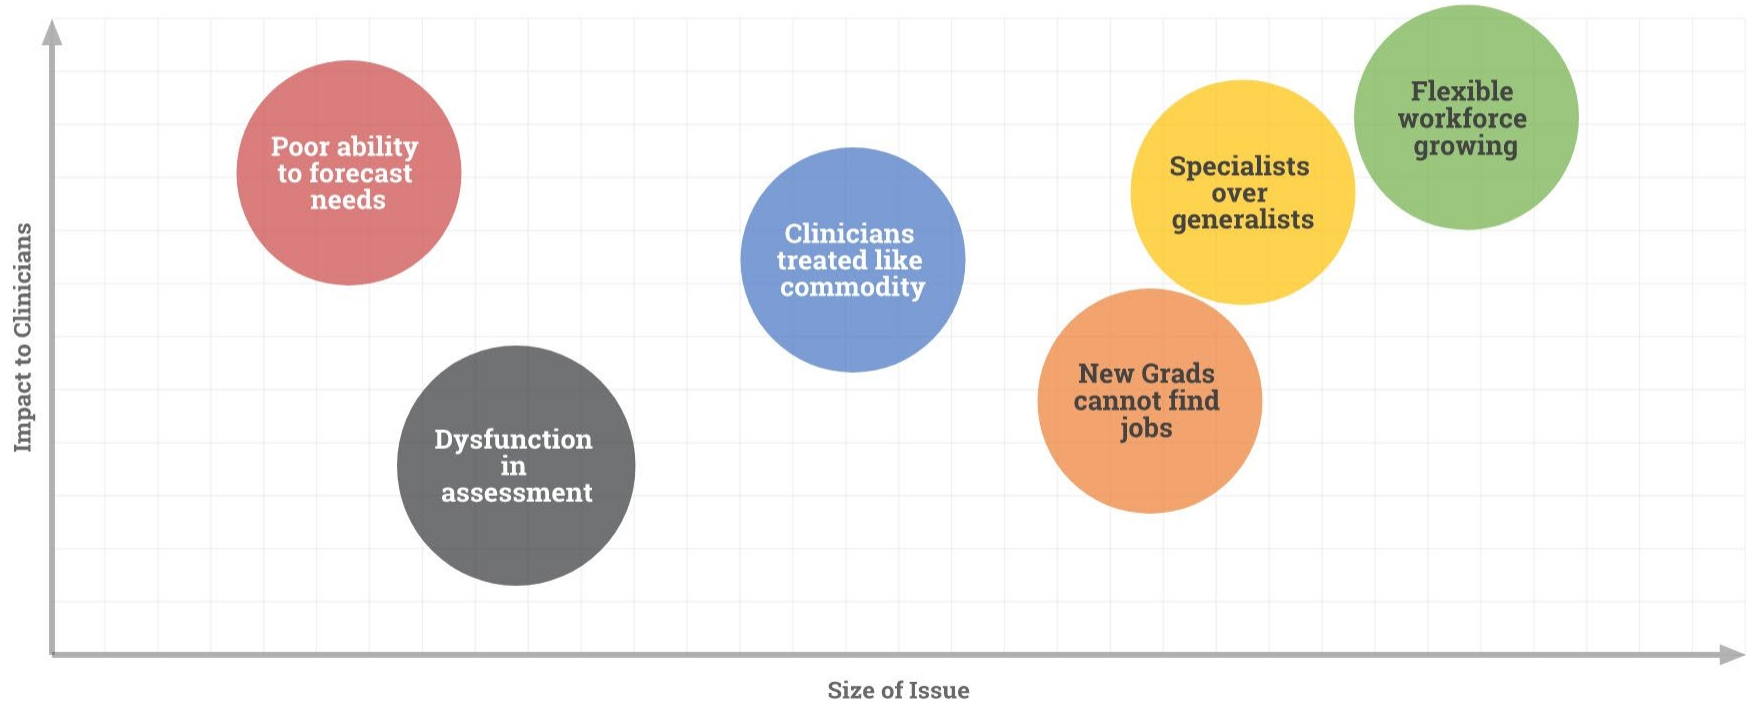 Impact to Clinicians
Poor ability
to forecast
needs
Dysfunction
in
assessment
Clinicians
treated like
commodity
Specialists
over
generalists
New Grads
cannot find
jobs
Flexible
workforce
growing
Size of Issue